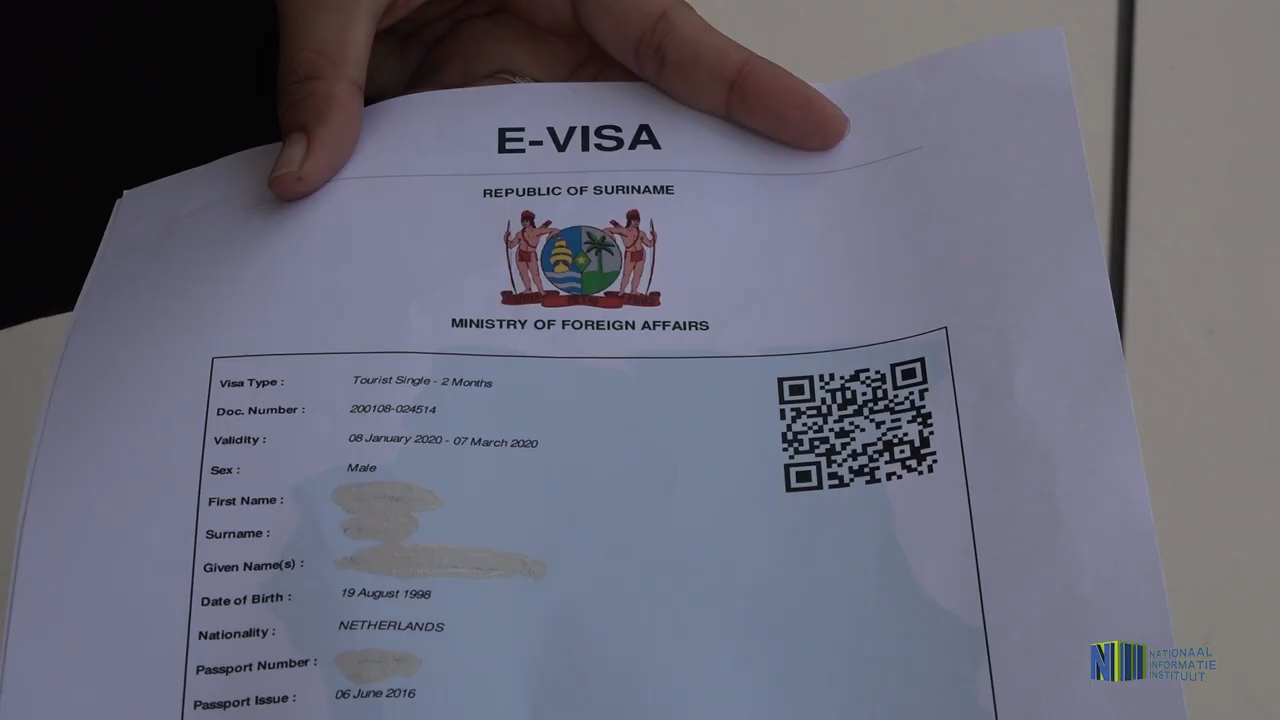 E-VISA
REPUBLIC OF SURINAME
MINISTRY OF FOREIGN AFFAIRS
Visa Type : Tourist Single - 2 Months
Doc. Number : 200108-024514
Validity : 08 January 2020 - 07 March 2020
Sex : Male
First Name :
Surname :
Given Name(s) :
Date of Birth : 19 August 1998
Nationality : NETHERLANDS
Passport Number :
Passport Issue : 06 June 2016
NII NATIONAAL
INFORMATIE
INSTITUUT